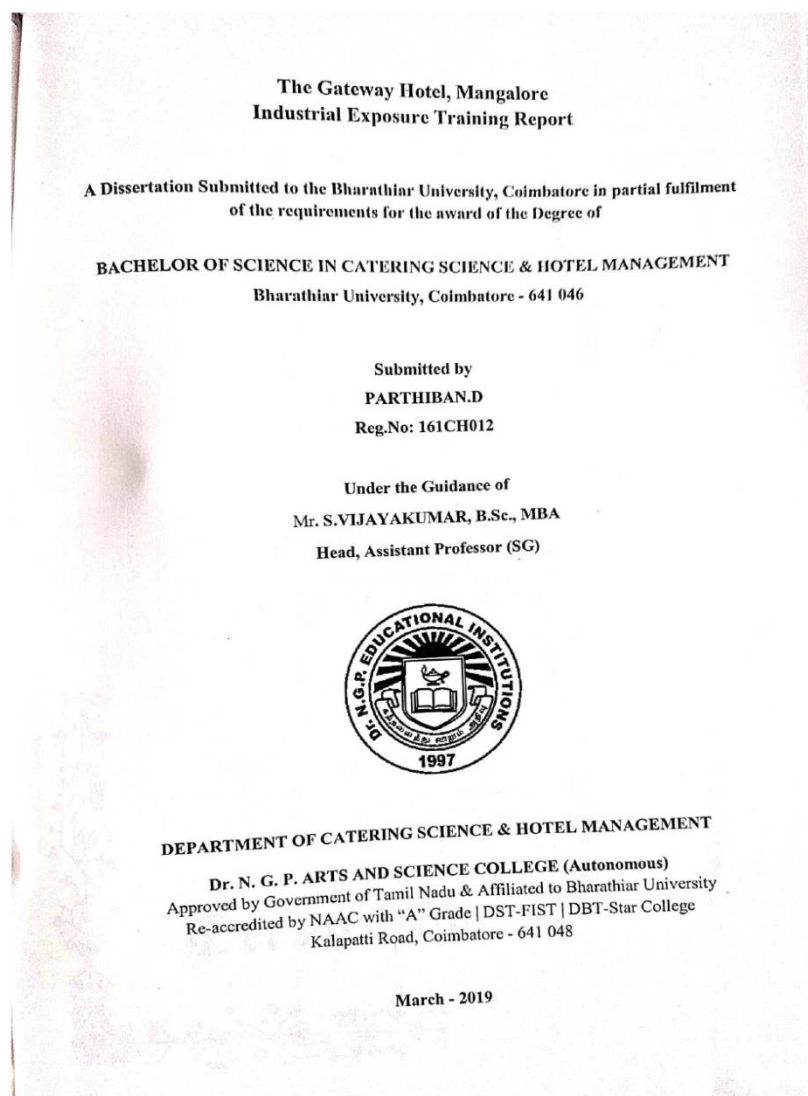 The Gateway Hotel, Mangalore
Industrial Exposure Training Report
A Dissertation Submitted to the Bharathiar University, Coimbatore in partial fulfilment
of the requirements for the award of the Degree of
BACHELOR OF SCIENCE IN CATERING SCIENCE & HOTEL MANAGEMENT
Bharathiar University, Coimbatore - 641 046
Submitted by
PARTHIBAN.D
Reg.No: 161CH012
Under the Guidance of
Mr. S.VIJAYAKUMAR, B.Sc., MBA
Head, Assistant Professor (SG)
Dr. N.G.P. EDUCATIONAL INSTITUTIONS
1997
DEPARTMENT OF CATERING SCIENCE & HOTEL MANAGEMENT
Dr. N. G. P. ARTS AND SCIENCE COLLEGE (Autonomous)
Approved by Government of Tamil Nadu & Affiliated to Bharathiar University
Re-accredited by NAAC with “A” Grade | DST-FIST | DBT-Star College
Kalapatti Road, Coimbatore - 641 048
March - 2019